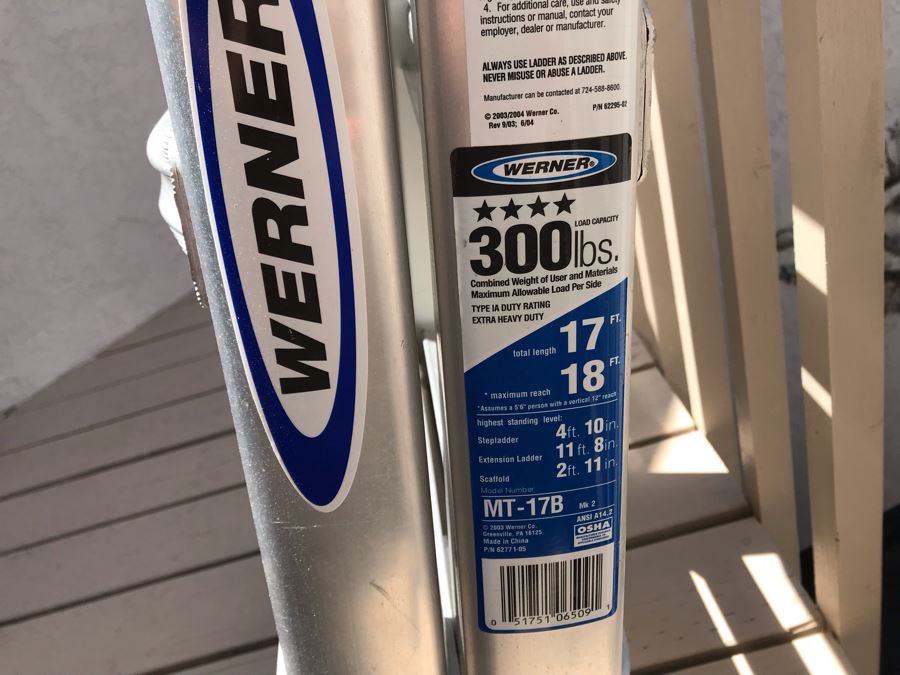 WERNER
4. For additional care, use and safety
instructions or manual, contact your
employer, dealer or manufacturer.
ALWAYS USE LADDER AS DESCRIBED ABOVE.
NEVER MISUSE OR ABUSE A LADDER.
Manufacturer can be contacted at 724-588-8600.
P/N 62295-02
© 2003/2004 Werner Co.
Rev 9/03; 6/04
WERNER®
LOAD CAPACITY
300lbs.
Combined Weight of User and Materials
Maximum Allowable Load Per Side
TYPE IA DUTY RATING
EXTRA HEAVY DUTY
total length 17 FT.
* maximum reach 18 FT.
*Assumes a 5'6" person with a vertical 12" reach
highest standing level:
Stepladder 4ft. 10in.
Extension Ladder 11ft. 8in.
Scaffold 2ft. 11in.
Model Number
MT-17B Mk 2
ANSI A14.2
OSHA
© 2003 Werner Co.
Greenville, PA 16125
Made in China
P/N 62771-05
0 51751 06509 1